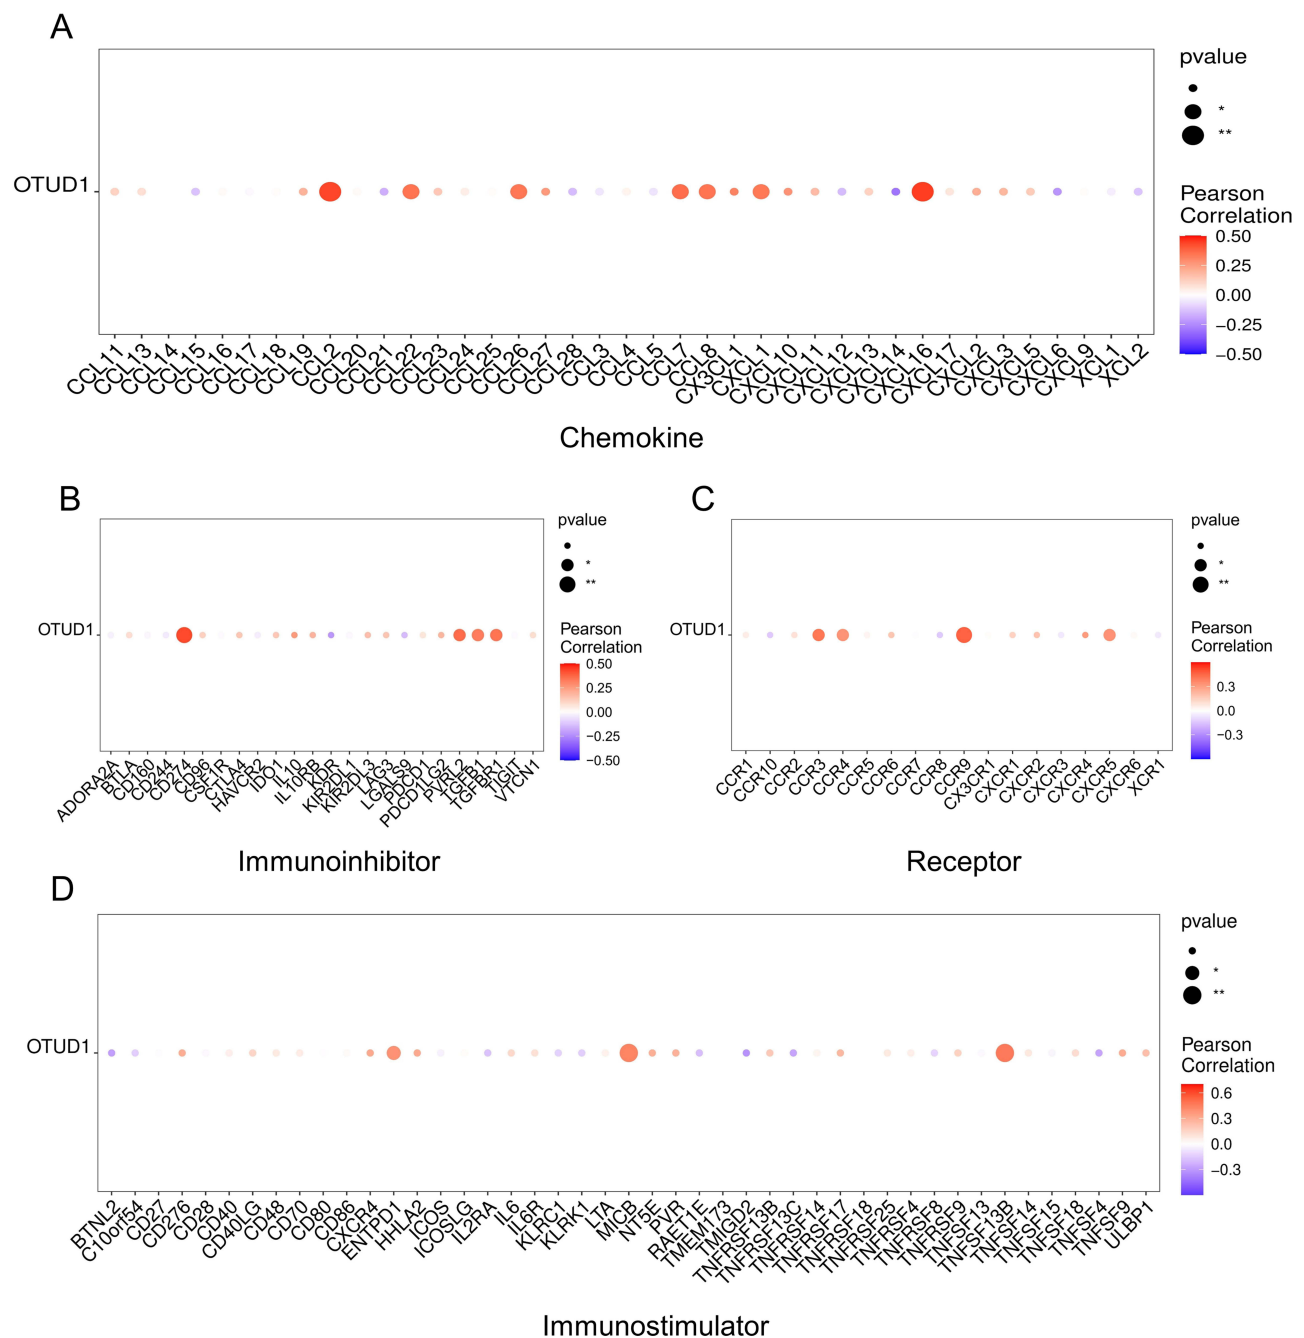 A
pvalue
*
**
OTUD1
Pearson
Correlation
0.50
0.25
0.00
−0.25
−0.50
CCL11
CCL13
CCL14
CCL15
CCL16
CCL17
CCL18
CCL19
CCL2
CCL20
CCL21
CCL22
CCL23
CCL24
CCL25
CCL26
CCL27
CCL28
CCL3
CCL4
CCL5
CCL7
CCL8
CX3CL1
CXCL1
CXCL10
CXCL11
CXCL12
CXCL13
CXCL14
CXCL16
CXCL17
CXCL2
CXCL3
CXCL5
CXCL6
CXCL9
XCL1
XCL2
Chemokine
B
pvalue
*
**
OTUD1
Pearson
Correlation
0.50
0.25
0.00
−0.25
−0.50
ADORA2A
BTLA
CD160
CD244
CD274
CD96
CSF1R
CTLA4
HAVCR2
IDO1
IL10
IL10RB
KDR
KIR2DL1
KIR2DL3
LAG3
LGALS9
PDCD1
PDCD1LG2
PVRL2
TGFB1
TGFBR1
TIGIT
VTCN1
Immunoinhibitor
C
pvalue
*
**
OTUD1
Pearson
Correlation
0.3
0.0
−0.3
CCR1
CCR10
CCR2
CCR3
CCR4
CCR5
CCR6
CCR7
CCR8
CCR9
CX3CR1
CXCR1
CXCR2
CXCR3
CXCR4
CXCR5
CXCR6
XCR1
Receptor
D
pvalue
*
**
OTUD1
Pearson
Correlation
0.6
0.3
0.0
−0.3
BTNL2
C10orf54
CD27
CD276
CD28
CD40
CD40LG
CD48
CD70
CD80
CD86
CXCR4
ENTPD1
HHLA2
ICOS
ICOSLG
IL2RA
IL6
IL6R
KLRC1
KLRK1
LTA
MICB
NT5E
PVR
RAET1E
TMEM173
TMIGD2
TNFRSF13B
TNFRSF13C
TNFRSF14
TNFRSF17
TNFRSF18
TNFRSF25
TNFRSF4
TNFRSF8
TNFRSF9
TNFSF13
TNFSF13B
TNFSF14
TNFSF15
TNFSF18
TNFSF4
TNFSF9
ULBP1
Immunostimulator